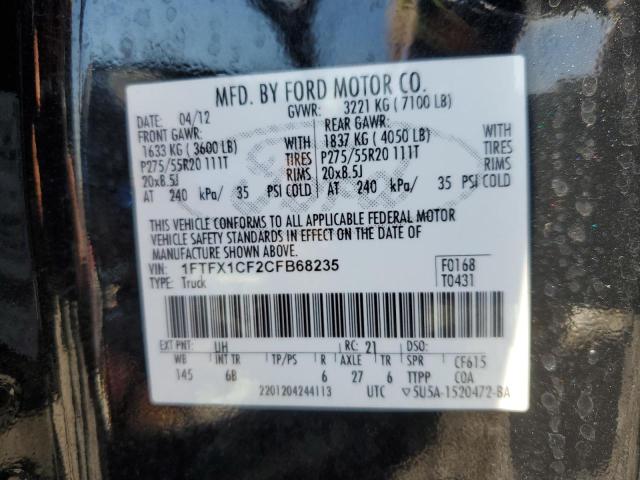 MFD. BY FORD MOTOR CO.
DATE: 04/12 GVWR: 3221 KG ( 7100 LB)
FRONT GAWR: REAR GAWR:
1633 KG ( 3600 LB) 1837 KG ( 4050 LB)
P275/55R20 111T TIRES P275/55R20 111T TIRES
20x8.5J RIMS 20x8.5J RIMS
AT 240 kPa/ 35 PSI COLD AT 240 kPa/ 35 PSI COLD
THIS VEHICLE CONFORMS TO ALL APPLICABLE FEDERAL MOTOR
VEHICLE SAFETY STANDARDS IN EFFECT ON THE DATE OF
MANUFACTURE SHOWN ABOVE.
VIN: 1FTFX1CF2CFB68235 F0168
TYPE: Truck T0431
EXT PNT: UH RC: 21 DSO:
WB INT TR TP/PS R AXLE TR SPR CF615
145 6B 6 27 6 TTPP COA
2201204244113 UTC 5U5A-1520472-BA